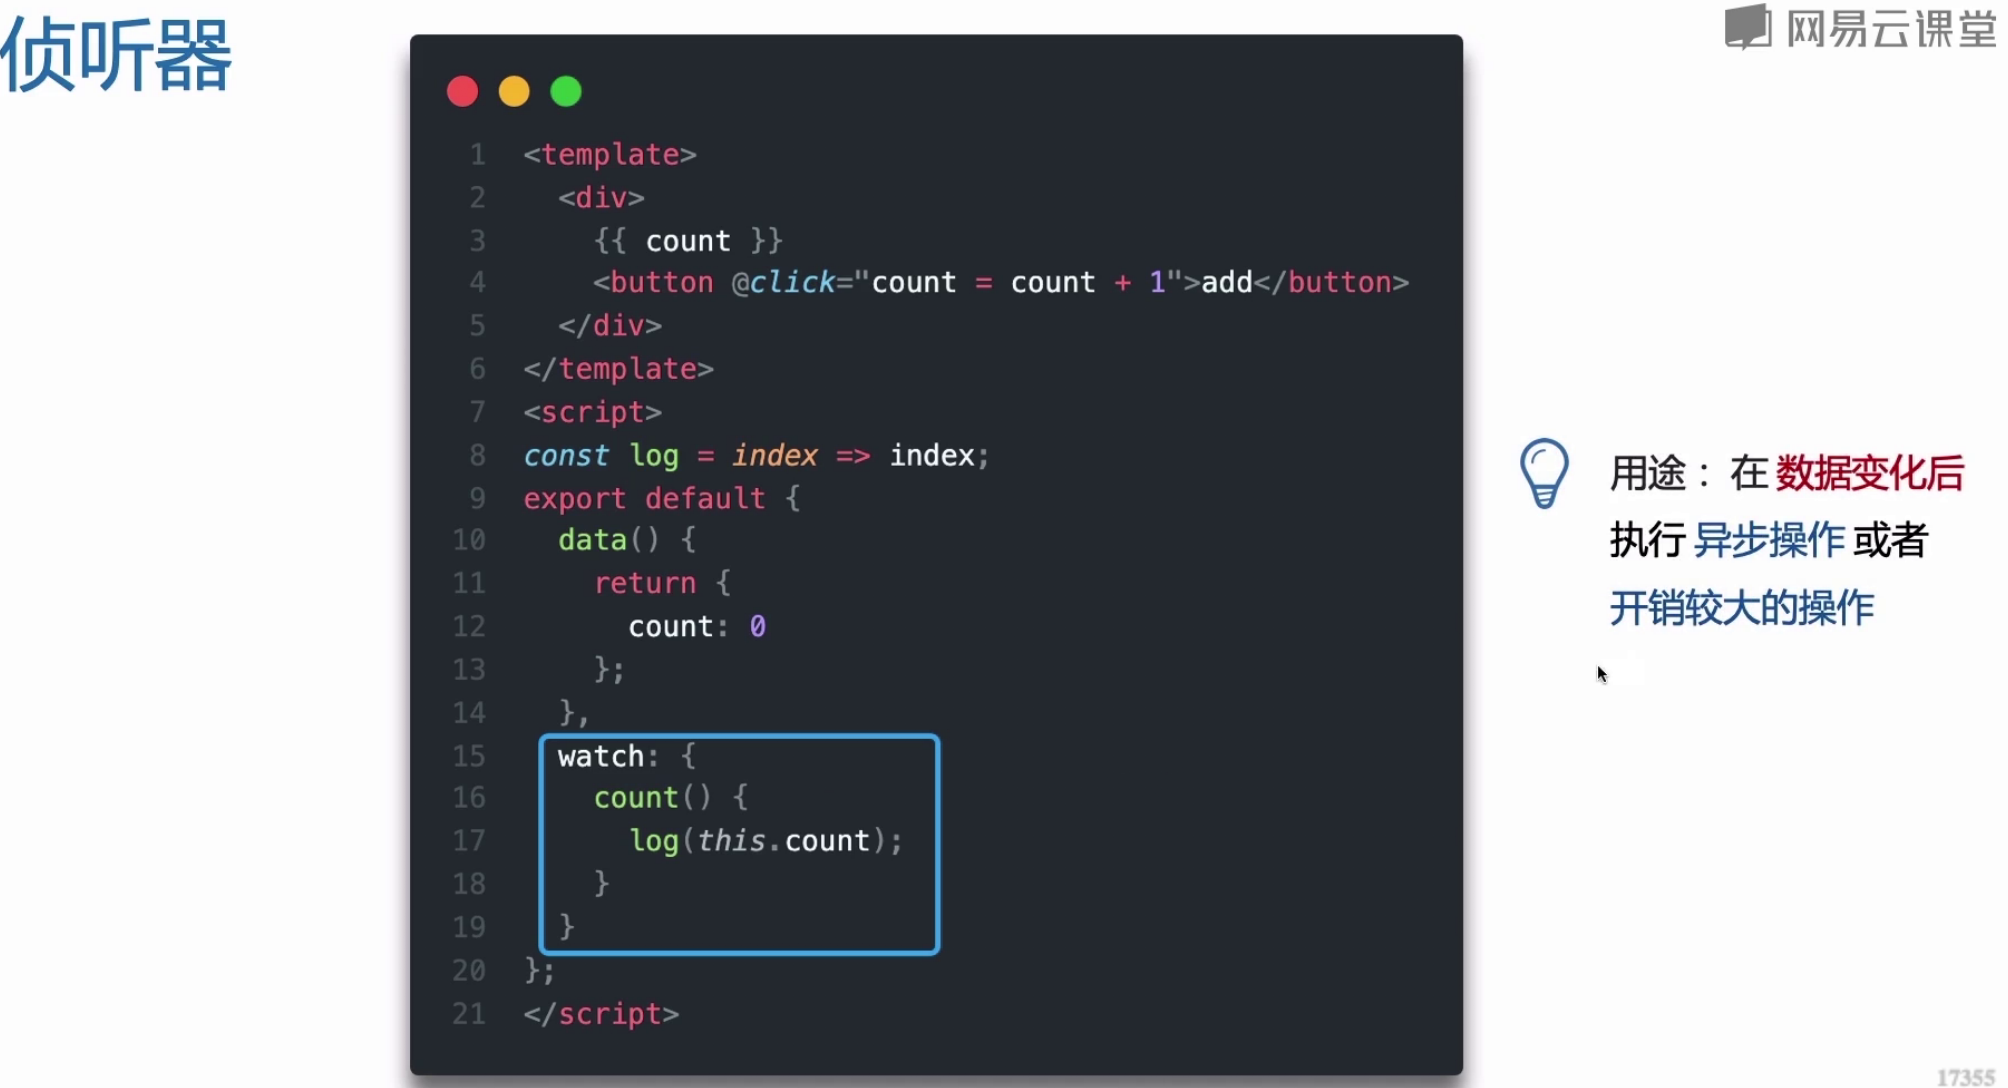 侦听器
网易云课堂
1 <template>
2   <div>
3     {{ count }}
4     <button @click="count = count + 1">add</button>
5   </div>
6 </template>
7 <script>
8 const log = index => index;
9 export default {
10   data() {
11     return {
12       count: 0
13     };
14   },
15   watch: {
16     count() {
17       log(this.count);
18     }
19   }
20 };
21 </script>
用途：在 数据变化后
执行 异步操作 或者
开销较大的操作
17355